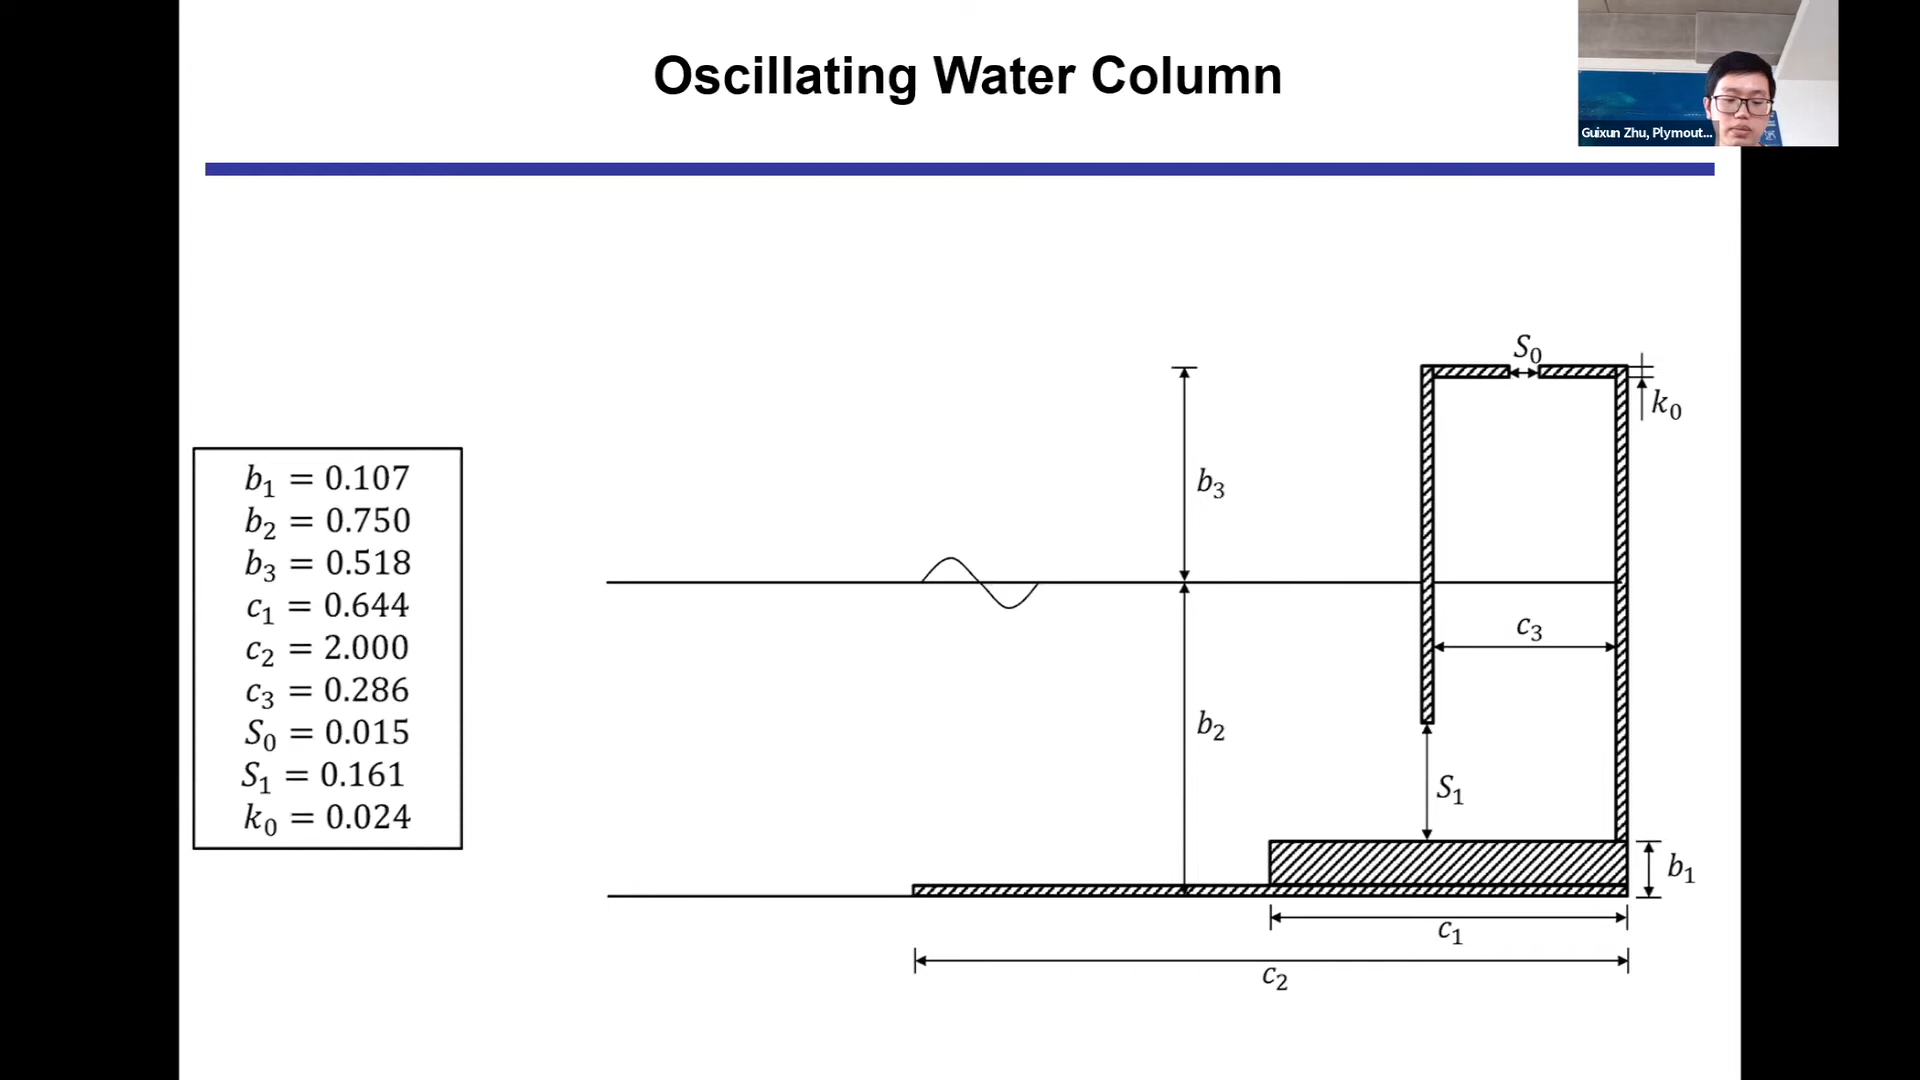 Oscillating Water Column
Guixun Zhu, Plymout...
b₁ = 0.107
b₂ = 0.750
b₃ = 0.518
c₁ = 0.644
c₂ = 2.000
c₃ = 0.286
S₀ = 0.015
S₁ = 0.161
k₀ = 0.024
S₀
k₀
b₃
c₃
b₂
S₁
b₁
c₁
c₂